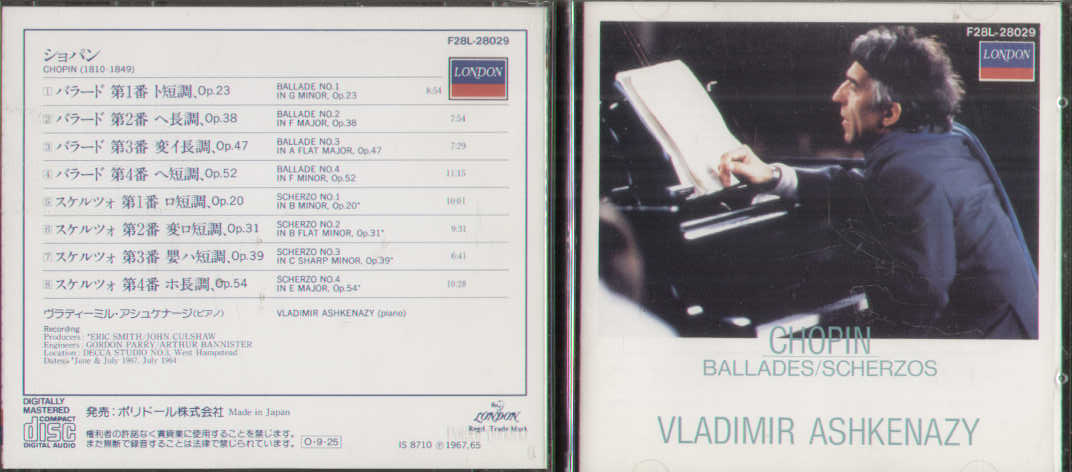 F28L-28029
ショパン
CHOPIN (1810-1849)
LONDON
1 バラード 第1番 ト短調、Op.23 BALLADE NO.1 8:54
IN G MINOR, Op.23
2 バラード 第2番 ヘ長調、Op.38 BALLADE NO.2 7:54
IN F MAJOR, Op.38
3 バラード 第3番 変イ長調、Op.47 BALLADE NO.3 7:29
IN A FLAT MAJOR, Op.47
4 バラード 第4番 ヘ短調、Op.52 BALLADE NO.4 11:15
IN F MINOR, Op.52
5 スケルツォ 第1番 ロ短調、Op.20 SCHERZO NO.1 10:01
IN B MINOR, Op.20*
6 スケルツォ 第2番 変ロ短調、Op.31 SCHERZO NO.2 9:31
IN B FLAT MINOR, Op.31*
7 スケルツォ 第3番 嬰ハ短調、Op.39 SCHERZO NO.3 6:41
IN C SHARP MINOR, Op.39*
8 スケルツォ 第4番 ホ長調、Op.54 SCHERZO NO.4 10:28
IN E MAJOR, Op.54*
ヴラディーミル・アシュケナージ(ピアノ) VLADIMIR ASHKENAZY (piano)
Recording
Producers : *ERIC SMITH/JOHN CULSHAW
Engineers : GORDON PARRY/ARTHUR BANNISTER
Location : DECCA STUDIO NO.3, West Hampstead
Dates : *June & July 1967, July 1964
DIGITALLY
MASTERED
COMPACT
disc
DIGITAL AUDIO
発売：ポリドール株式会社 Made in Japan
権利者の許諾なく賃貸業に使用することを禁じます。
また無断で録音することは法律で禁じられています。 O-9-25
LONDON
Regd. Trade Mark
IS 8710 Ⓟ1967, 65
F28L-28029
LONDON
CHOPIN
BALLADES/SCHERZOS
VLADIMIR ASHKENAZY